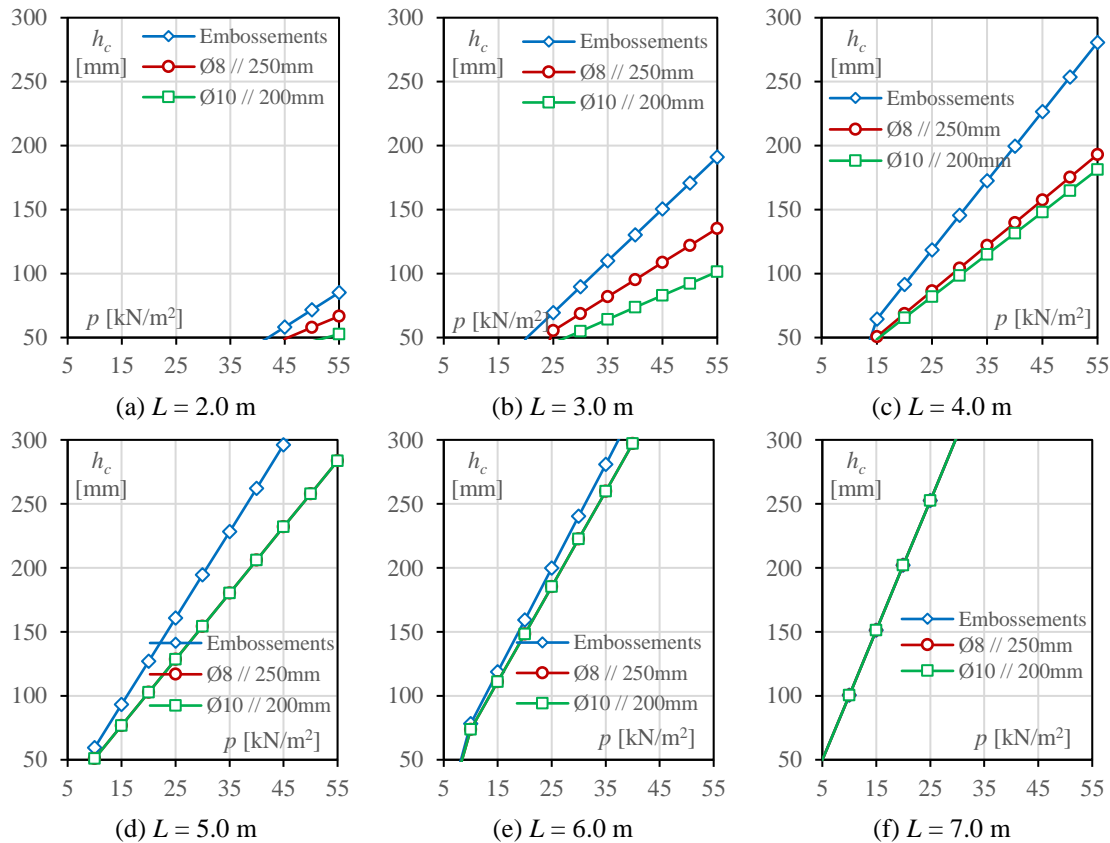 300
250
200
150
100
50
h_c
[mm]
Embossements
Ø8 // 250mm
Ø10 // 200mm
p [kN/m²]
5 15 25 35 45 55
(a) L = 2.0 m
300
250
200
150
100
50
h_c
[mm]
Embossements
Ø8 // 250mm
Ø10 // 200mm
p [kN/m²]
5 15 25 35 45 55
(b) L = 3.0 m
300
250
200
150
100
50
h_c
[mm]
Embossements
Ø8 // 250mm
Ø10 // 200mm
p [kN/m²]
5 15 25 35 45 55
(c) L = 4.0 m
300
250
200
150
100
50
h_c
[mm]
Embossements
Ø8 // 250mm
Ø10 // 200mm
p [kN/m²]
5 15 25 35 45 55
(d) L = 5.0 m
300
250
200
150
100
50
h_c
[mm]
Embossements
Ø8 // 250mm
Ø10 // 200mm
p [kN/m²]
5 15 25 35 45 55
(e) L = 6.0 m
300
250
200
150
100
50
h_c
[mm]
Embossements
Ø8 // 250mm
Ø10 // 200mm
p [kN/m²]
5 15 25 35 45 55
(f) L = 7.0 m